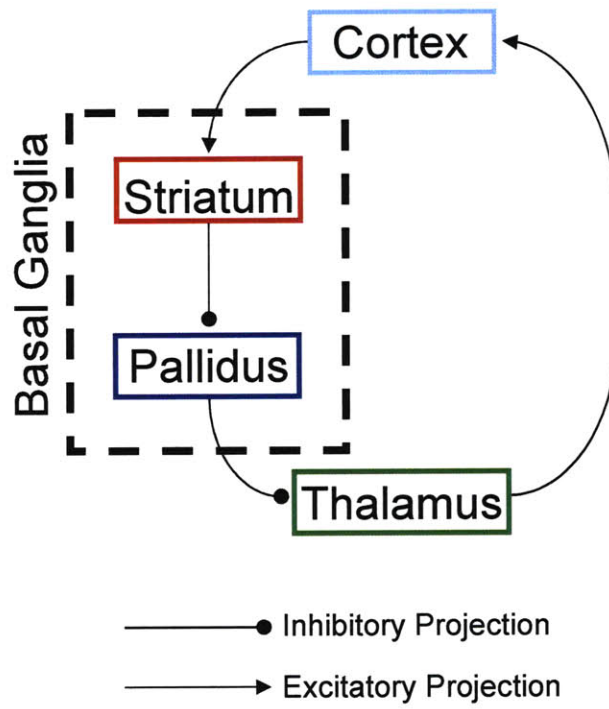 Cortex
Basal Ganglia
Striatum
Pallidus
Thalamus
Inhibitory Projection
Excitatory Projection